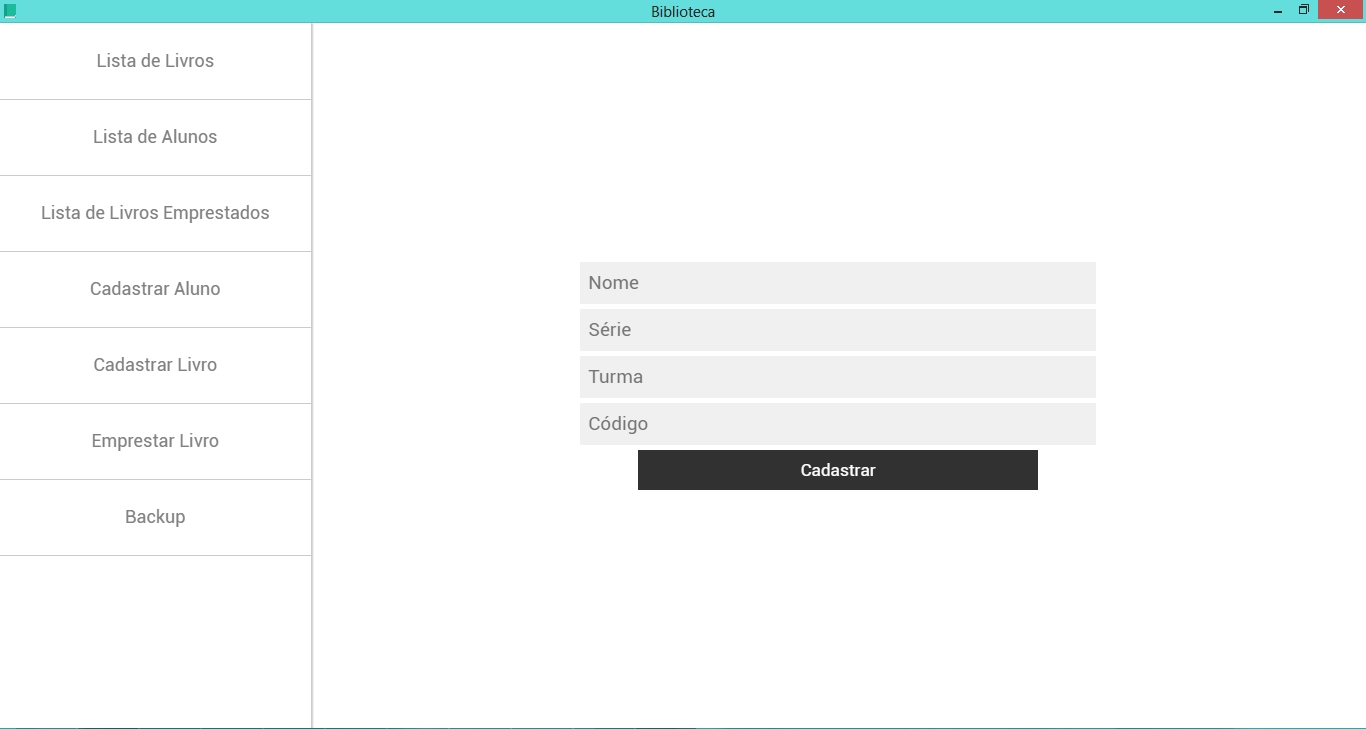 Biblioteca
Lista de Livros
Lista de Alunos
Lista de Livros Emprestados
Cadastrar Aluno
Cadastrar Livro
Emprestar Livro
Backup
Nome
Série
Turma
Código
Cadastrar